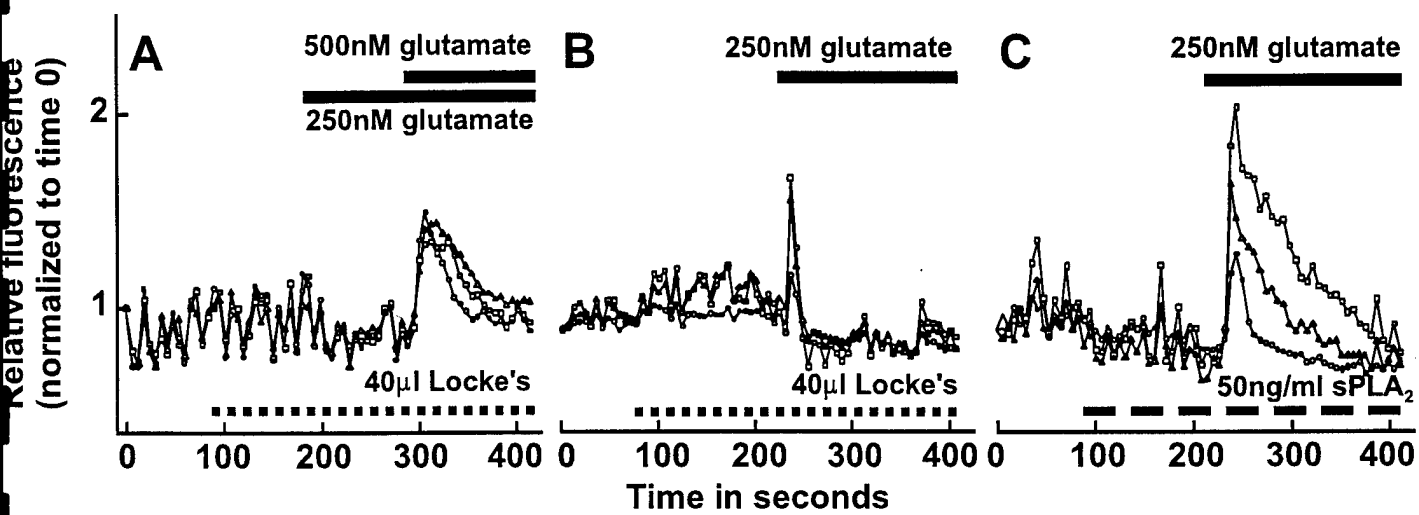 Relative fluorescence
(normalized to time 0)
2
1
A
500nM glutamate
250nM glutamate
40µl Locke's
0 100 200 300 400
B
250nM glutamate
40µl Locke's
0 100 200 300 400
C
250nM glutamate
50ng/ml sPLA₂
0 100 200 300 400
Time in seconds